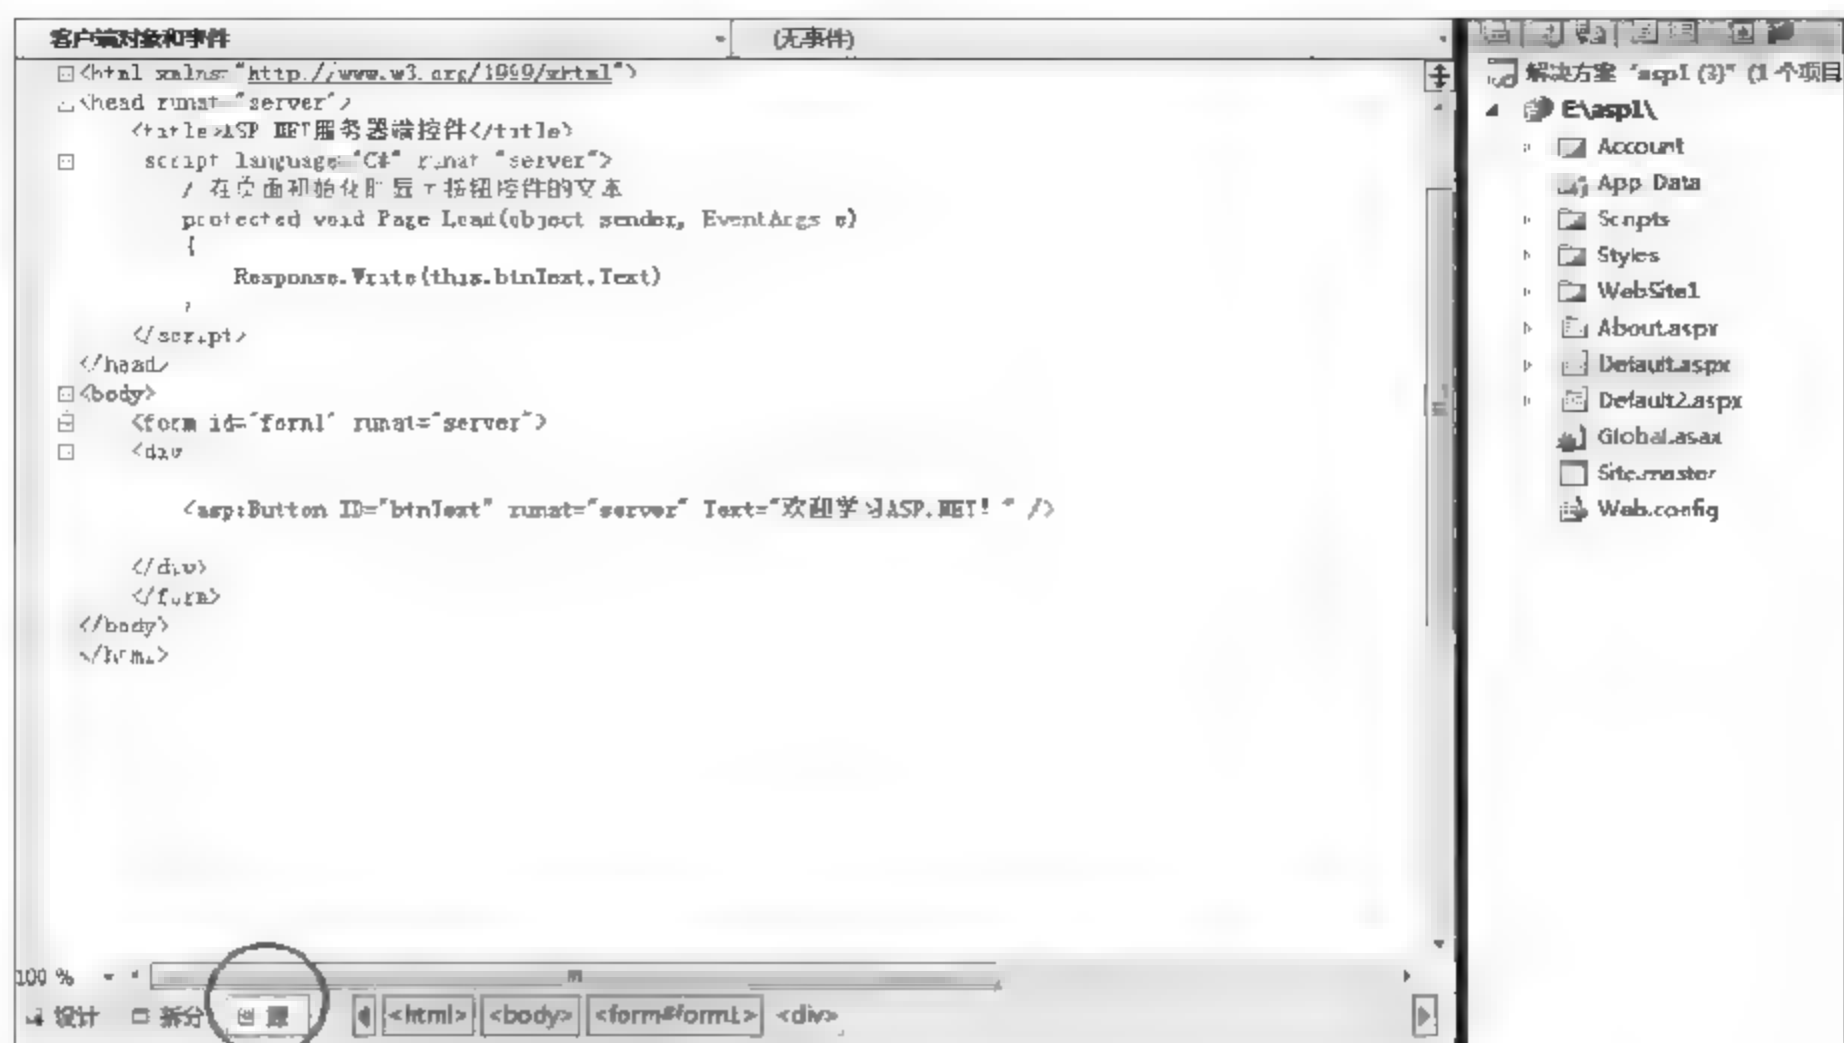 客户端对象和事件 (无事件)
<html xmlns="http://www.w3.org/1999/xhtml">
<head runat="server">
<title>ASP.NET服务器端控件</title>
script language="C#" runat="server">
/ 在页面初始化时显示按钮控件的文本
protected void Page Load(object sender, EventArgs e)
{
Response.Write(this.btnText.Text)
</script>
</head>
<body>
<form id="form1" runat="server">
<div
<asp:Button ID="btnText" runat="server" Text="欢迎学习ASP.NET! " />
</div>
</form>
</body>
</html>
100 %
设计 拆分 源 <html> <body> <form#form1> <div>
解决方案 "asp1 (3)" (1 个项目
E:\asp1\
Account
App_Data
Scripts
Styles
WebSite1
About.aspx
Default.aspx
Default2.aspx
Global.asax
Site.master
Web.config